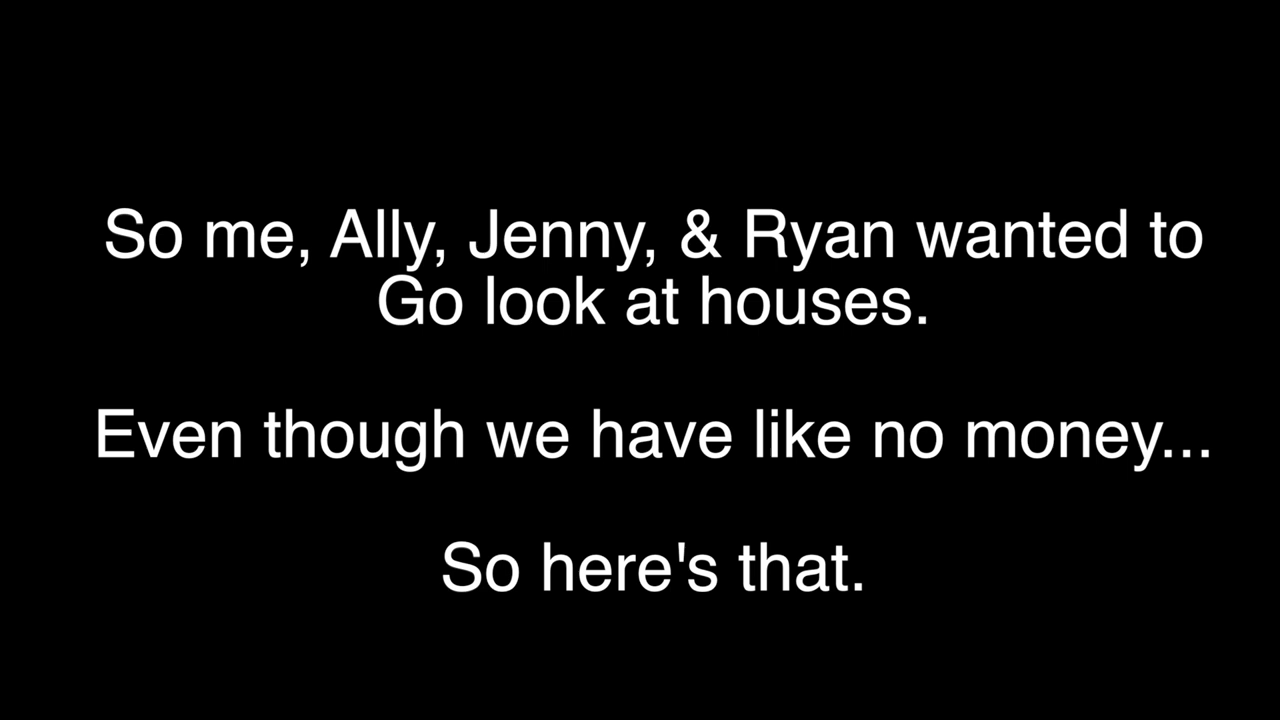 So me, Ally, Jenny, & Ryan wanted to
Go look at houses.
Even though we have like no money...
So here's that.